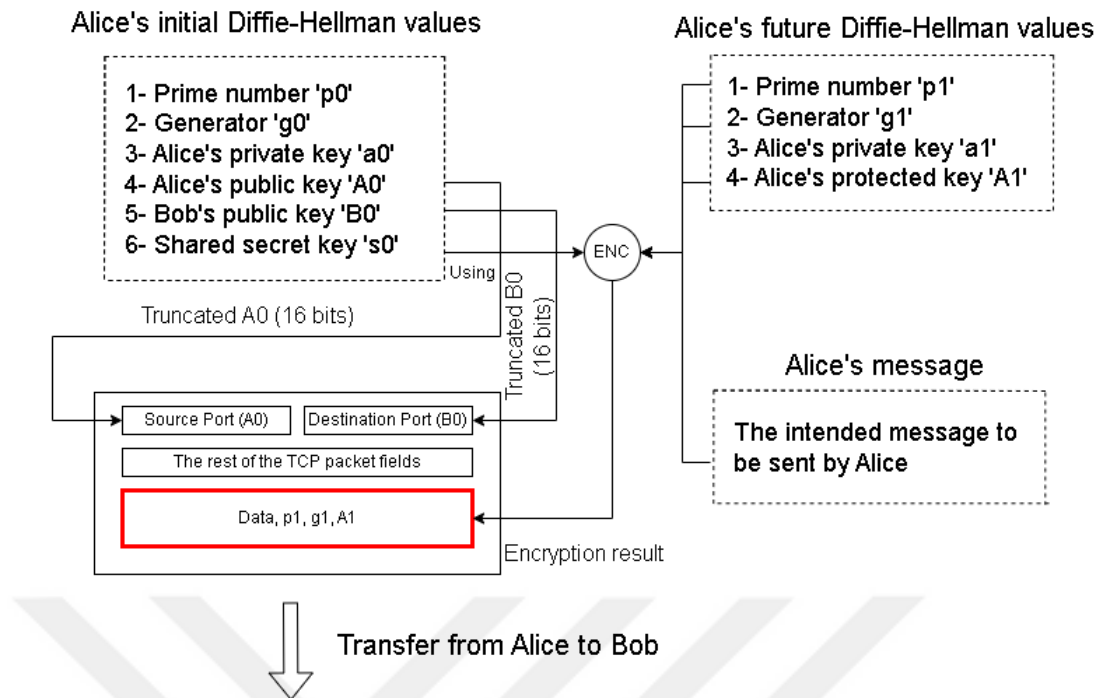 Alice's initial Diffie-Hellman values
1- Prime number 'p0'
2- Generator 'g0'
3- Alice's private key 'a0'
4- Alice's public key 'A0'
5- Bob's public key 'B0'
6- Shared secret key 's0'
Alice's future Diffie-Hellman values
1- Prime number 'p1'
2- Generator 'g1'
3- Alice's private key 'a1'
4- Alice's protected key 'A1'
ENC
Using
Truncated A0 (16 bits)
Truncated B0
(16 bits)
Alice's message
The intended message to
be sent by Alice
Source Port (A0)
Destination Port (B0)
The rest of the TCP packet fields
Data, p1, g1, A1
Encryption result
Transfer from Alice to Bob